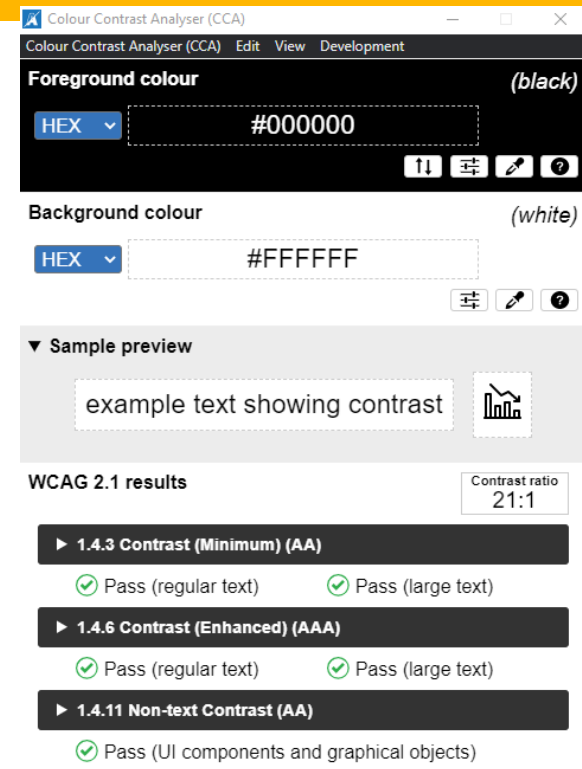 Colour Contrast Analyser (CCA)
Colour Contrast Analyser (CCA) Edit View Development
Foreground colour (black)
HEX #000000
Background colour (white)
HEX #FFFFFF
Sample preview
example text showing contrast
WCAG 2.1 results Contrast ratio
21:1
1.4.3 Contrast (Minimum) (AA)
Pass (regular text) Pass (large text)
1.4.6 Contrast (Enhanced) (AAA)
Pass (regular text) Pass (large text)
1.4.11 Non-text Contrast (AA)
Pass (UI components and graphical objects)